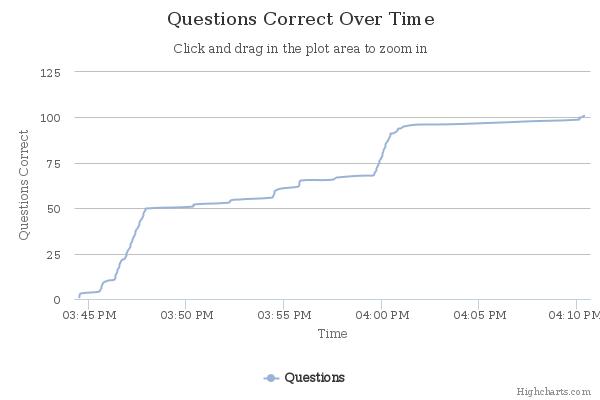 Questions Correct Over Time
Click and drag in the plot area to zoom in
Questions Correct
125
100
75
50
25
0
03:45 PM
03:50 PM
03:55 PM
04:00 PM
04:05 PM
04:10 PM
Time
Questions
Highcharts.com